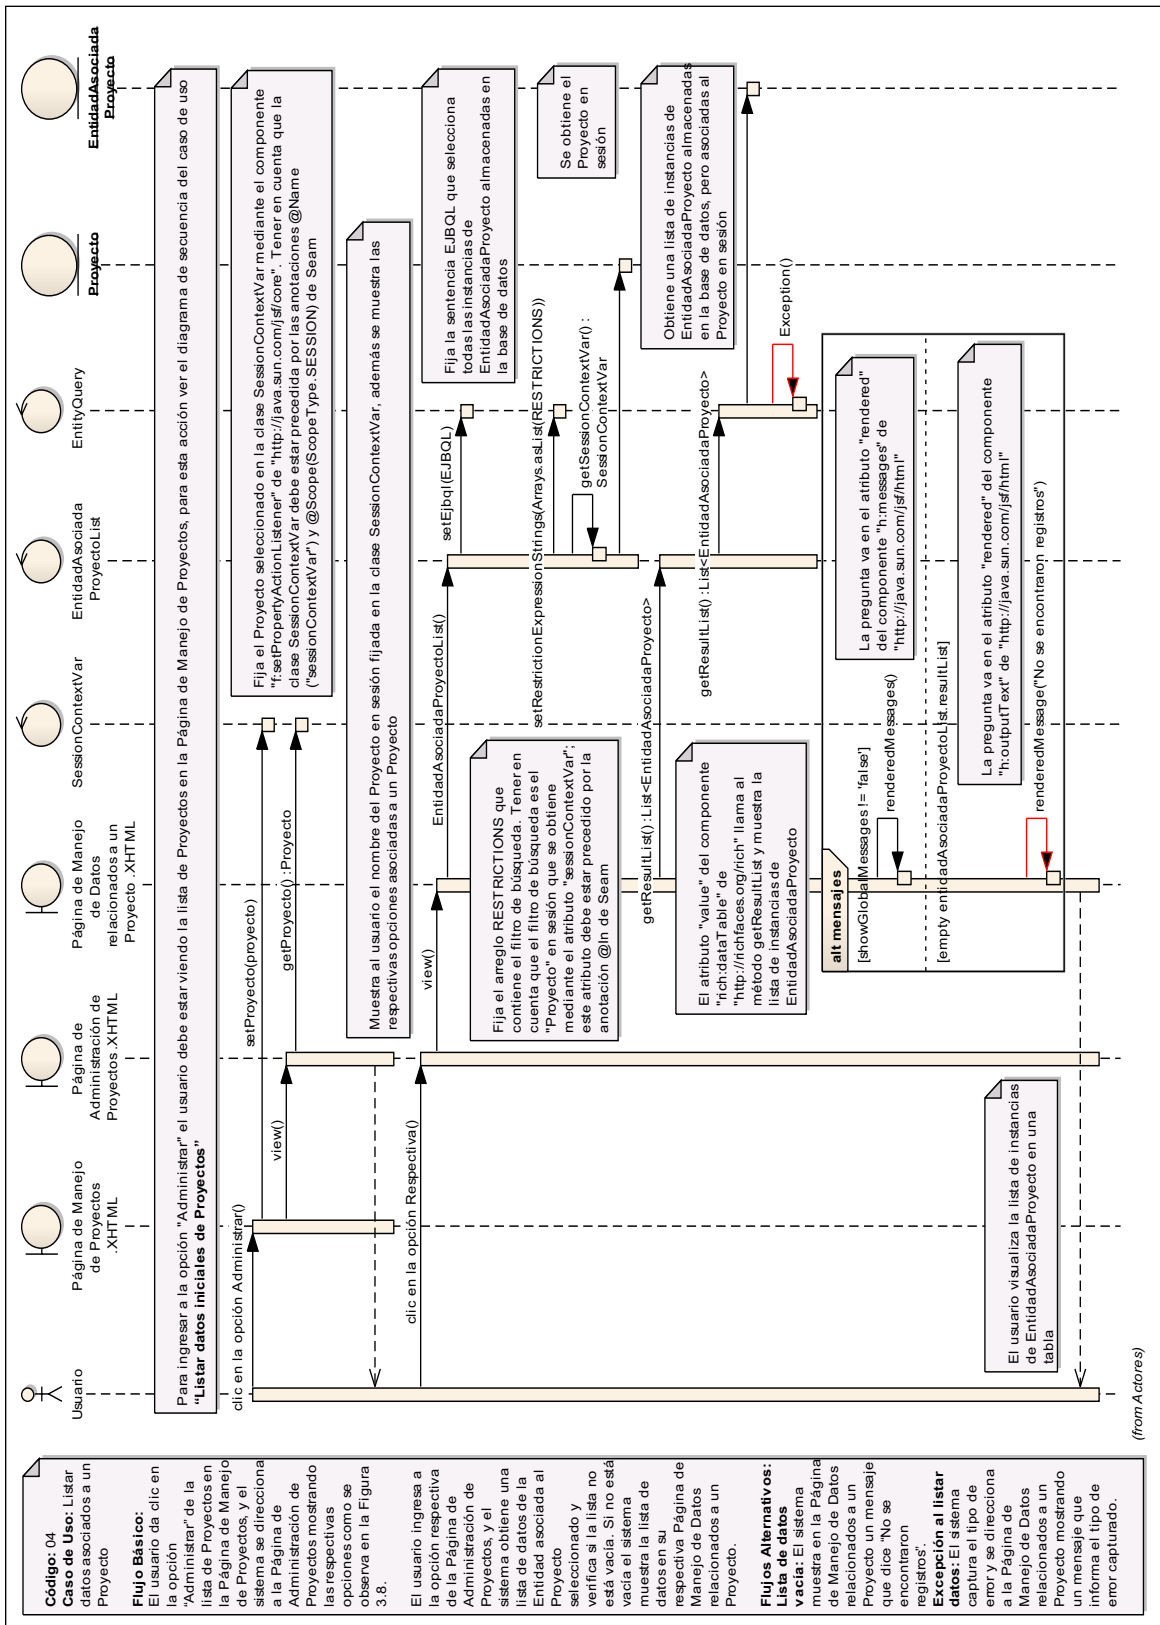 Código: 04
Caso de Uso: Listar
datos asociados a un
Proyecto
Flujo Básico:
El usuario da clic en
la opción
"Administrar" de la
lista de Proyectos en
la Página de Manejo
de Proyectos, y el
sistema se direcciona
a la Página de
Administración de
Proyectos mostrando
las respectivas
opciones como se
observa en la Figura
3.8.
El usuario ingresa a
la opción respectiva
de la Página de
Administración de
Proyectos, y el
sistema obtiene una
lista de datos de la
Entidad asociada al
Proyecto
seleccionado y
verifica si la lista no
está vacía. Si no está
vacía el sistema
muestra la lista de
datos en su
respectiva Página de
Manejo de Datos
relacionados a un
Proyecto.
Flujos Alternativos:
Lista de datos
vacía: El sistema
muestra en la Página
de Manejo de Datos
relacionados a un
Proyecto un mensaje
que dice "No se
encontraron
registros".
Excepción al listar
datos: El sistema
captura el tipo de
error y se direcciona
a la Página de
Manejo de Datos
relacionados a un
Proyecto mostrando
un mensaje que
informa el tipo de
error capturado.
Usuario
Página de Manejo
de Proyectos
.XHTML
Página de
Administración de
Proyectos.XHTML
Página de Manejo
de Datos
relacionados a un
Proyecto .XHTML
SessionContextVar
EntidadAsociada
ProyectoList
EntityQuery
Proyecto
EntidadAsociada
Proyecto
Para ingresar a la opción "Administrar" el usuario debe estar viendo la lista de Proyectos en la Página de Manejo de Proyectos, para esta acción ver el diagrama de secuencia del caso de uso
"Listar datos iniciales de Proyectos"
clic en la opción Administrar()
setProyecto(proyecto)
Fija el Proyecto seleccionado en la clase SessionContextVar mediante el componente
"f:setPropertyActionListener" de "http://java.sun.com/jsf/core". Tener en cuenta que la
clase SessionContextVar debe estar precedida por las anotaciones @Name
("sessionContextVar") y @Scope(ScopeType.SESSION) de Seam
view()
getProyecto() :Proyecto
Muestra al usuario el nombre del Proyecto en sesión fijada en la clase SessionContextVar, además se muestra las
respectivas opciones asociadas a un Proyecto
clic en la opción Respectiva()
view()
EntidadAsociadaProyectoList()
setEjbql(EJBQL)
Fija la sentencia EJBQL que selecciona
todas las instancias de
EntidadAsociadaProyecto almacenadas en
la base de datos
Fija el arreglo RESTRICTIONS que
contiene el filtro de búsqueda. Tener en
cuenta que el filtro de búsqueda es el
"Proyecto" en sesión que se obtiene
mediante el atributo "sessionContextVar";
este atributo debe estar precedido por la
anotación @In de Seam
setRestrictionExpressionStrings(Arrays.asList(RESTRICTIONS))
getSessionContextVar() :
SessionContextVar
Se obtiene el
Proyecto en
sesión
getResultList() :List<EntidadAsociadaProyecto>
getResultList() :List<EntidadAsociadaProyecto>
Obtiene una lista de instancias de
EntidadAsociadaProyecto almacenadas
en la base de datos, pero asociadas al
Proyecto en sesión
El atributo "value" del componente
"rich:dataTable" de
"http://richfaces.org/rich" llama al
método getResultList y muestra la
lista de instancias de
EntidadAsociadaProyecto
Exception()
alt mensajes
[showGlobalMessages != 'false']
renderedMessages()
La pregunta va en el atributo "rendered"
del componente "h:messages" de
"http://java.sun.com/jsf/html"
[empty entidadAsociadaProyectoList.resultList]
La pregunta va en el atributo "rendered" del componente
"h:outputText" de "http://java.sun.com/jsf/html"
renderedMessage("No se encontraron registros")
El usuario visualiza la lista de instancias
de EntidadAsociadaProyecto en una
tabla
(from Actores)